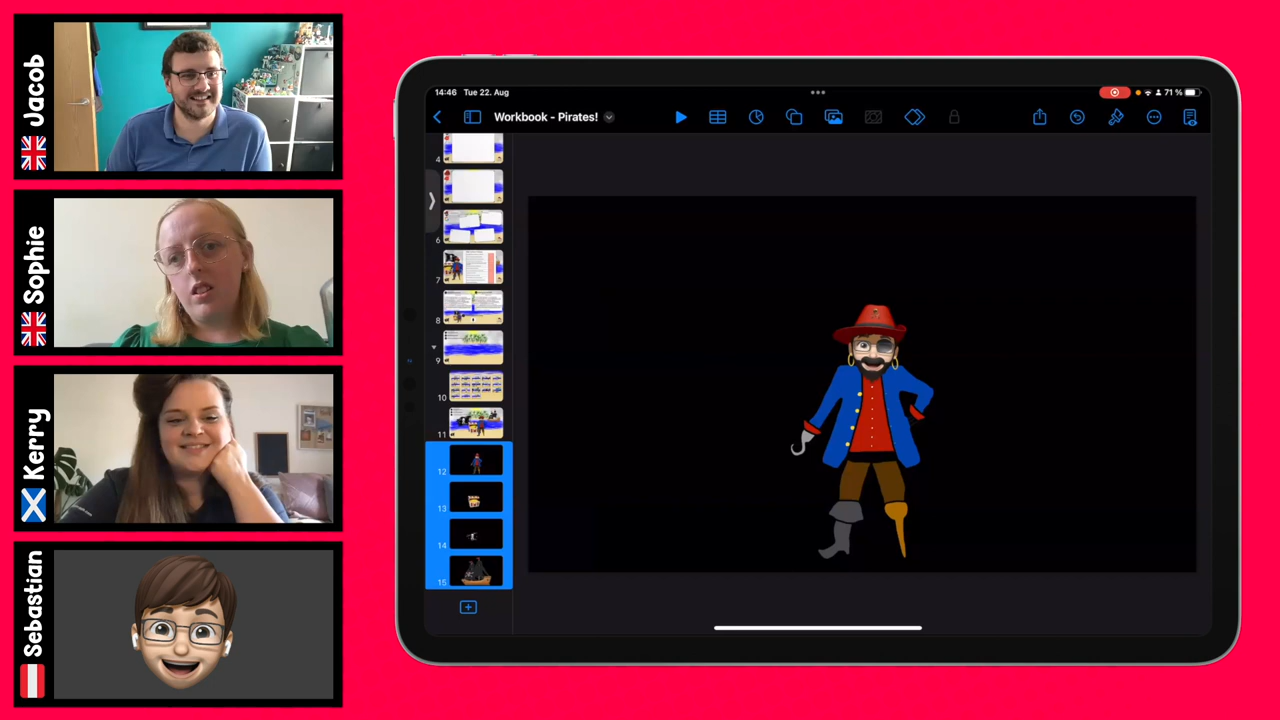 Jacob
Sophie
Kerry
Sebastian
14:46 Tue 22. Aug
71 %
Workbook - Pirates!
4
6
7
8
9
10
11
12
13
14
15